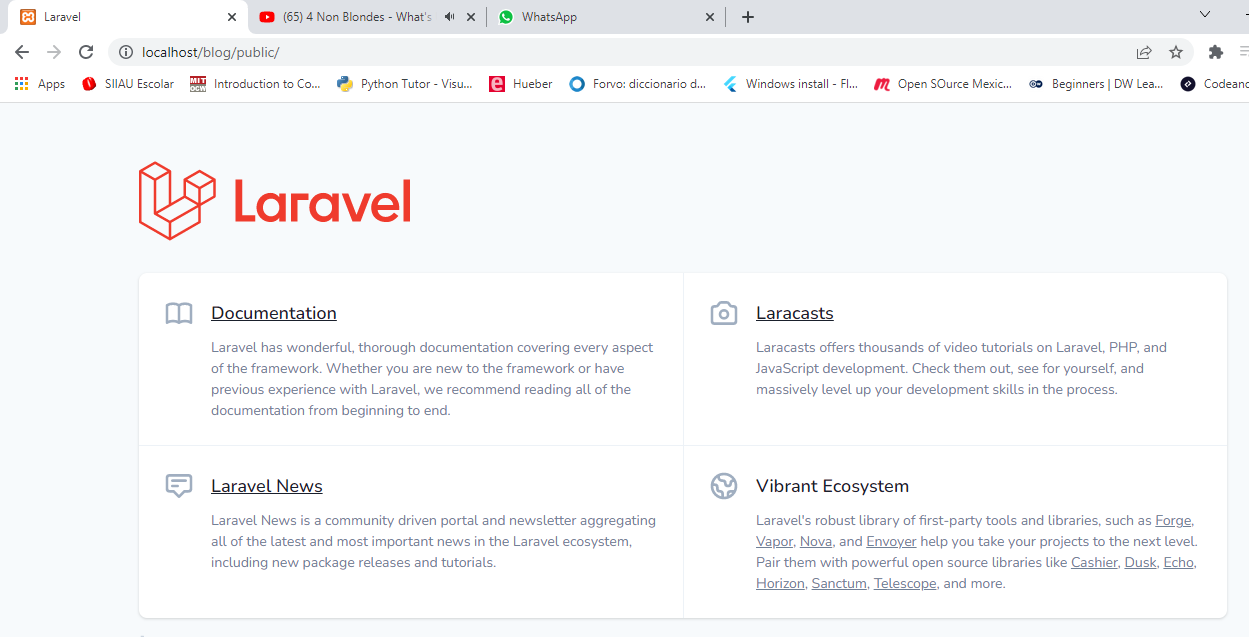 Laravel
(65) 4 Non Blondes - What's
WhatsApp
localhost/blog/public/
Apps
SIIAU Escolar
MIT OCW
Introduction to Co...
Python Tutor - Visu...
e
Hueber
Forvo: diccionario d...
Windows install - Fl...
Open SOurce Mexic...
Beginners | DW Lea...
Codeand
Laravel
Documentation
Laravel has wonderful, thorough documentation covering every aspect
of the framework. Whether you are new to the framework or have
previous experience with Laravel, we recommend reading all of the
documentation from beginning to end.
Laracasts
Laracasts offers thousands of video tutorials on Laravel, PHP, and
JavaScript development. Check them out, see for yourself, and
massively level up your development skills in the process.
Laravel News
Laravel News is a community driven portal and newsletter aggregating
all of the latest and most important news in the Laravel ecosystem,
including new package releases and tutorials.
Vibrant Ecosystem
Laravel's robust library of first-party tools and libraries, such as Forge,
Vapor, Nova, and Envoyer help you take your projects to the next level.
Pair them with powerful open source libraries like Cashier, Dusk, Echo,
Horizon, Sanctum, Telescope, and more.